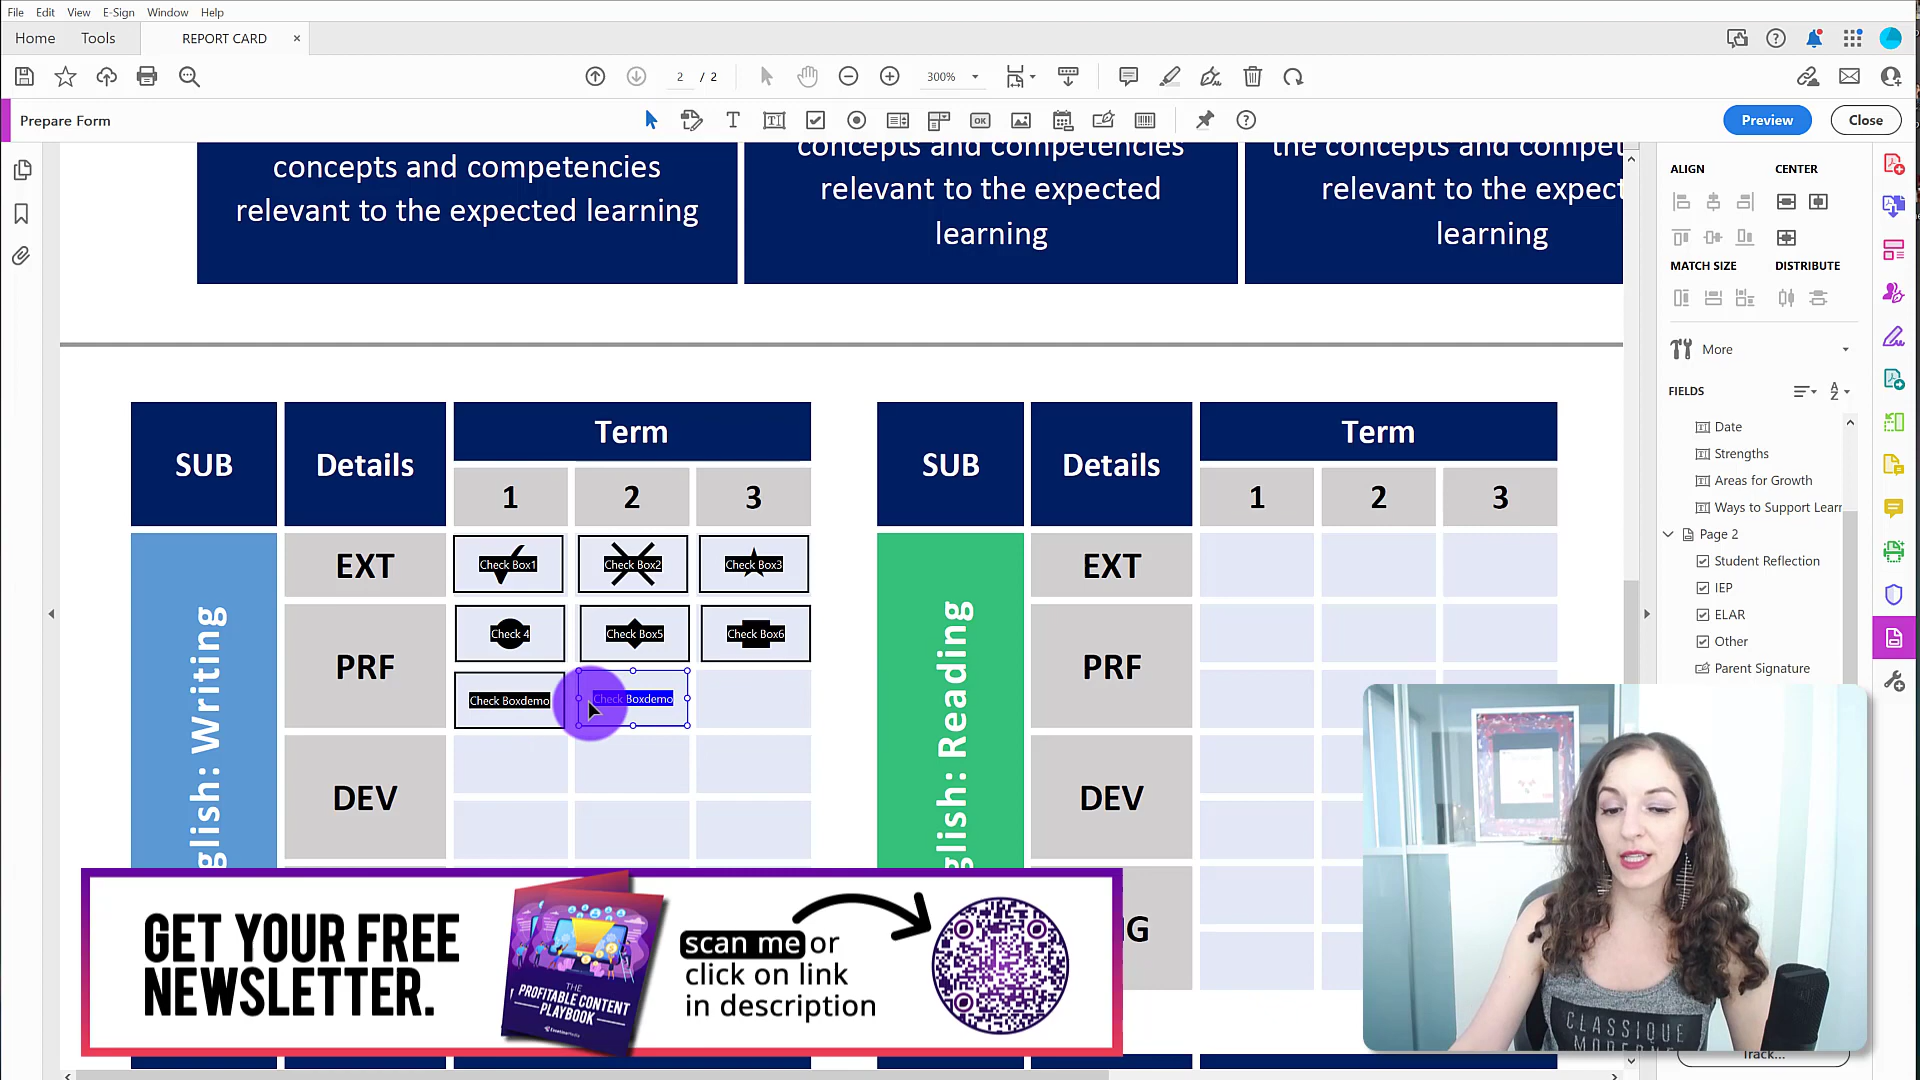 File Edit View E-Sign Window Help
Home Tools REPORT CARD
2 / 2 300%
Prepare Form
OK
Preview Close
concepts and competencies
relevant to the expected learning
concepts and competencies
relevant to the expected
learning
the concepts and compet
relevant to the expect
learning
ALIGN CENTER
MATCH SIZE DISTRIBUTE
More
FIELDS
Date
Strengths
Areas for Growth
Ways to Support Learr
Page 2
Student Reflection
IEP
ELAR
Other
Parent Signature
Track...
SUB Details Term
1 2 3
EXT Check Box1 Check Box2 Check Box3
PRF Check 4 Check Box5 Check Box6
Check Boxdemo Check Boxdemo
DEV
glish: Writing
SUB Details Term
1 2 3
EXT
PRF
DEV
G
glish: Reading
GET YOUR FREE
NEWSLETTER.
THE
PROFITABLE CONTENT
PLAYBOOK
scan me or
click on link
in description
CLASSIQUE
MODERNE